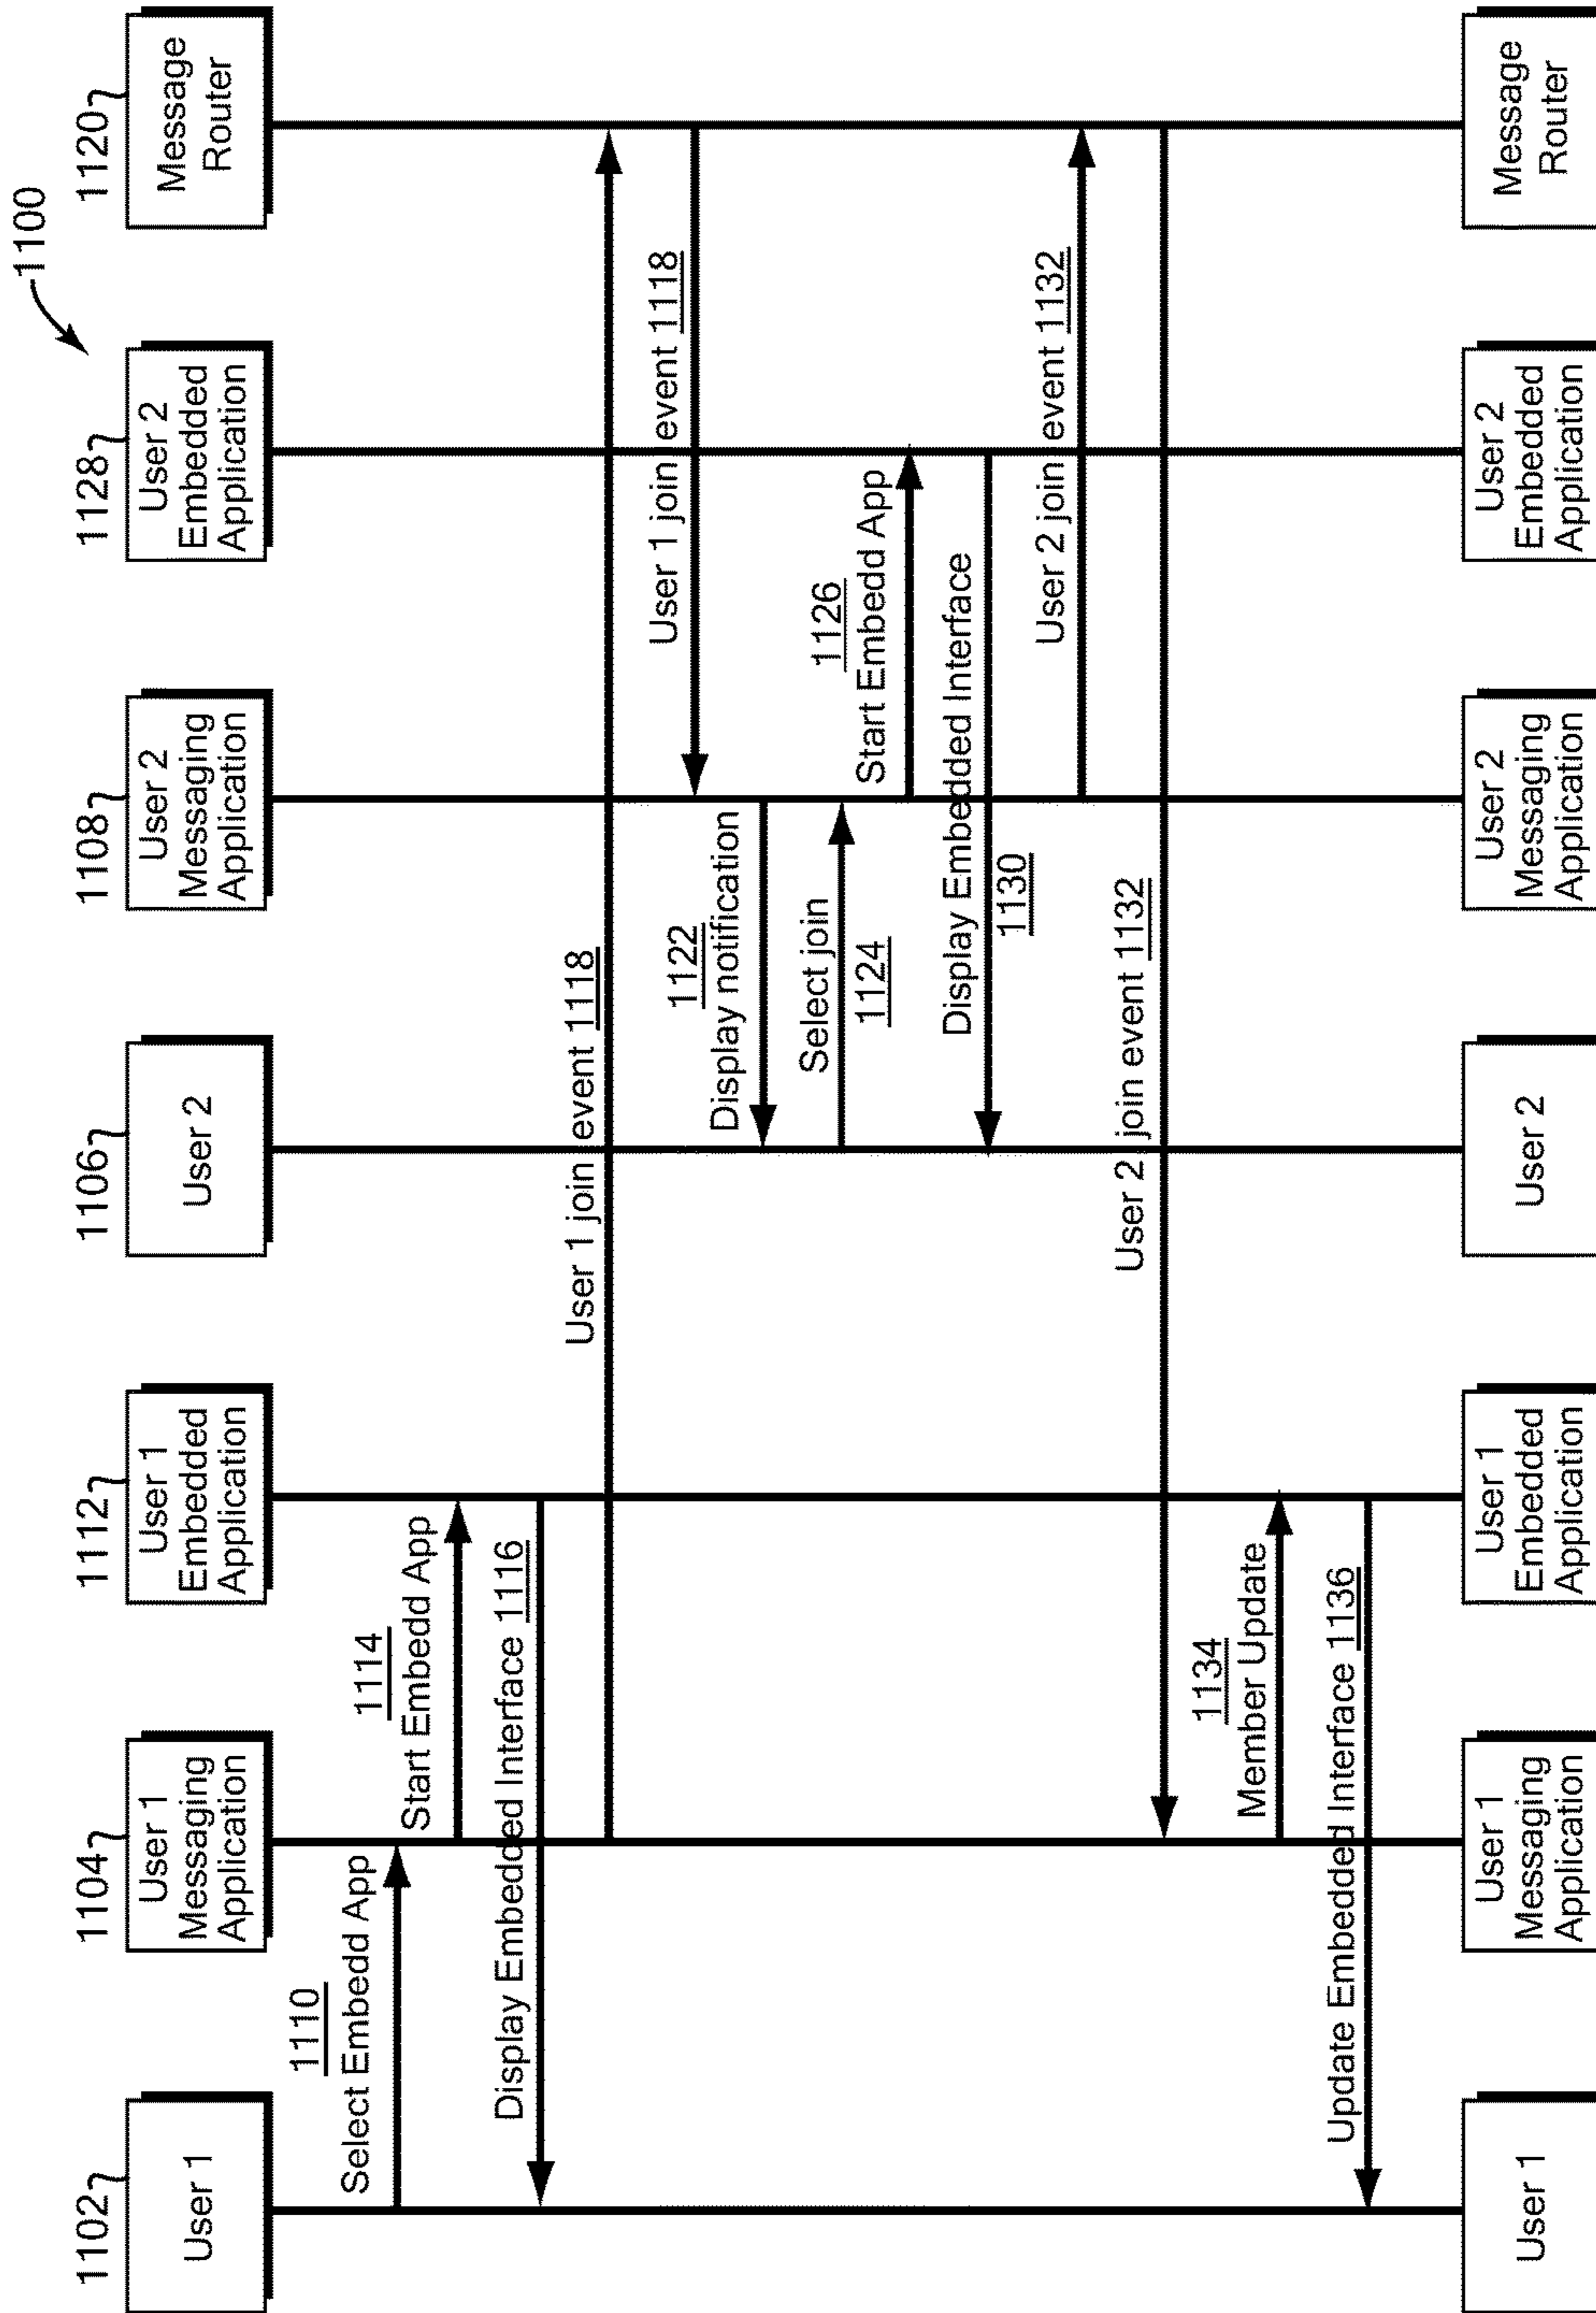 1100
1102
User 1
1104
User 1
Messaging
Application
1112
User 1
Embedded
Application
1106
User 2
1108
User 2
Messaging
Application
1128
User 2
Embedded
Application
1120
Message
Router
1110
Select Embedd App
1114
Start Embedd App
Display Embedded Interface 1116
User 1 join event 1118
User 1 join event 1118
1122
Display notification
Select join
1124
1126
Start Embedd App
Display Embedded Interface
1130
User 2 join event 1132
User 2 join event 1132
1134
Member Update
Update Embedded Interface 1136
User 1
User 1
Messaging
Application
User 1
Embedded
Application
User 2
User 2
Messaging
Application
User 2
Embedded
Application
Message
Router